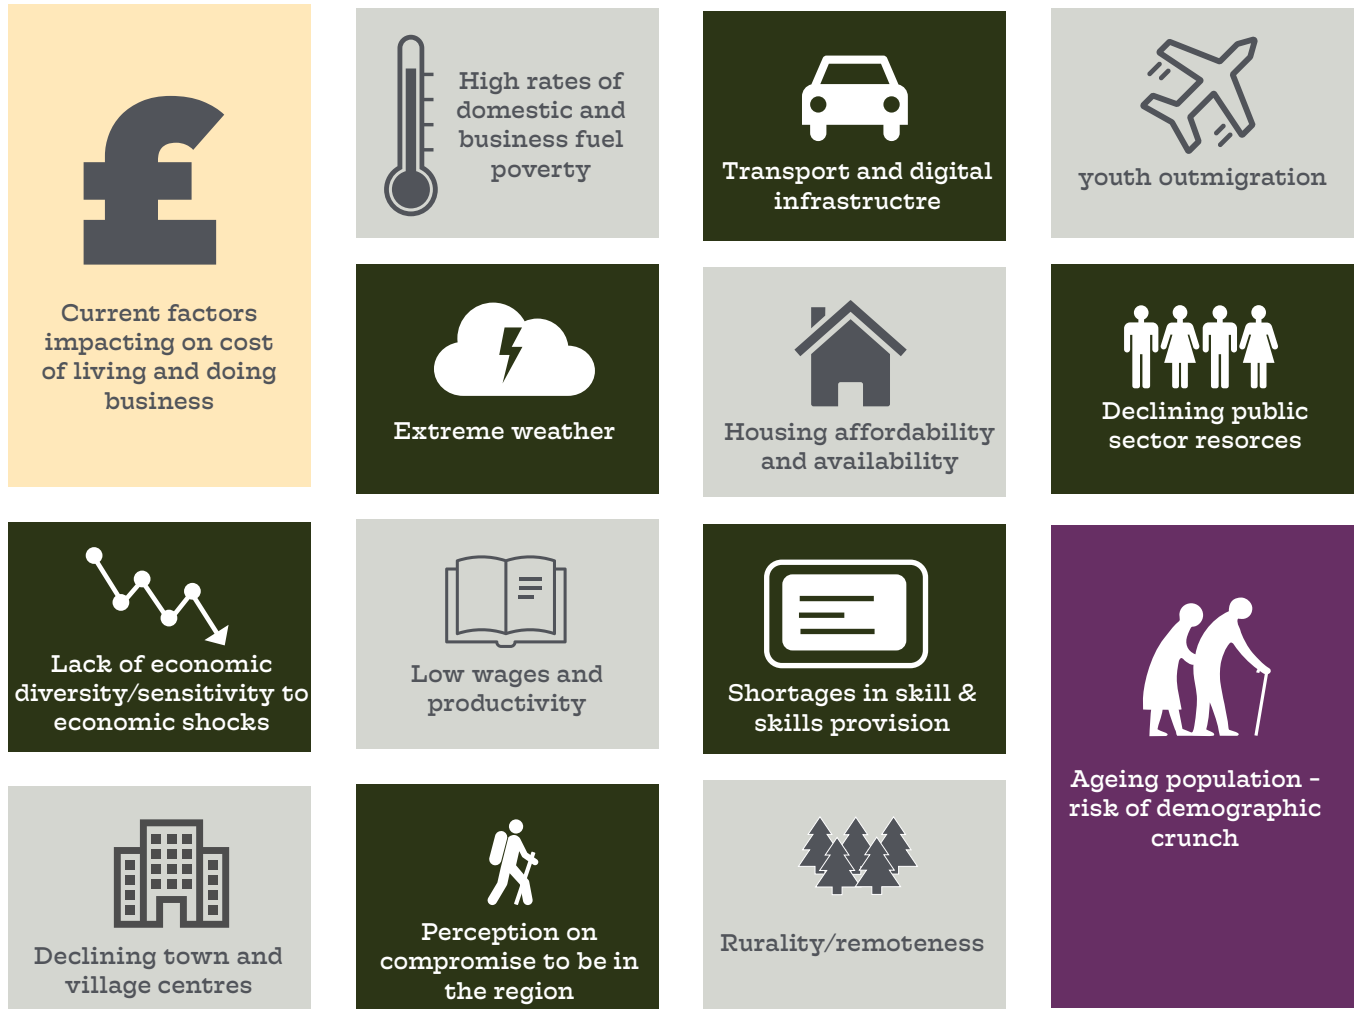 Current factors
impacting on cost
of living and doing
business
High rates of
domestic and
business fuel
poverty
Transport and digital
infrastructre
youth outmigration
Extreme weather
Housing affordability
and availability
Declining public
sector resorces
Lack of economic
diversity/sensitivity to
economic shocks
Low wages and
productivity
Shortages in skill &
skills provision
Ageing population -
risk of demographic
crunch
Declining town and
village centres
Perception on
compromise to be in
the region
Rurality/remoteness